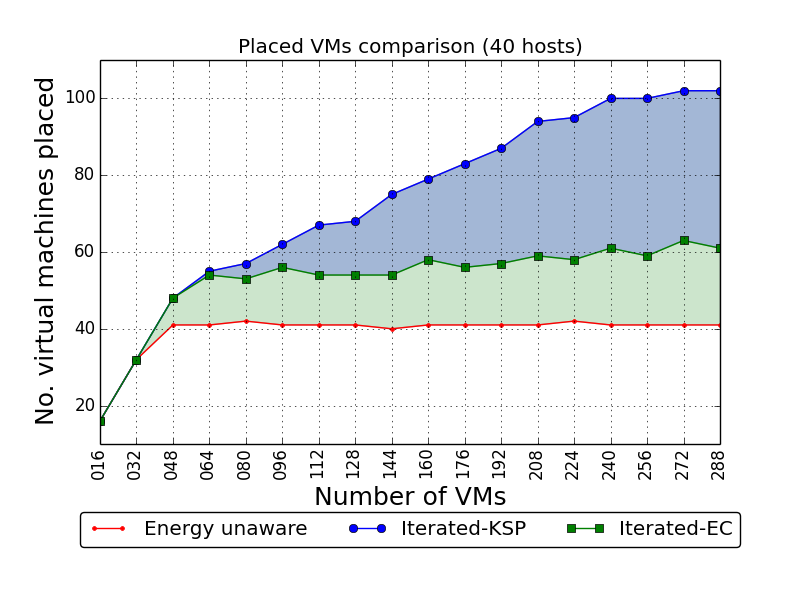 Placed VMs comparison (40 hosts)
No. virtual machines placed
100
80
60
40
20
016 032 048 064 080 096 112 128 144 160 176 192 208 224 240 256 272 288
Number of VMs
Energy unaware Iterated-KSP Iterated-EC